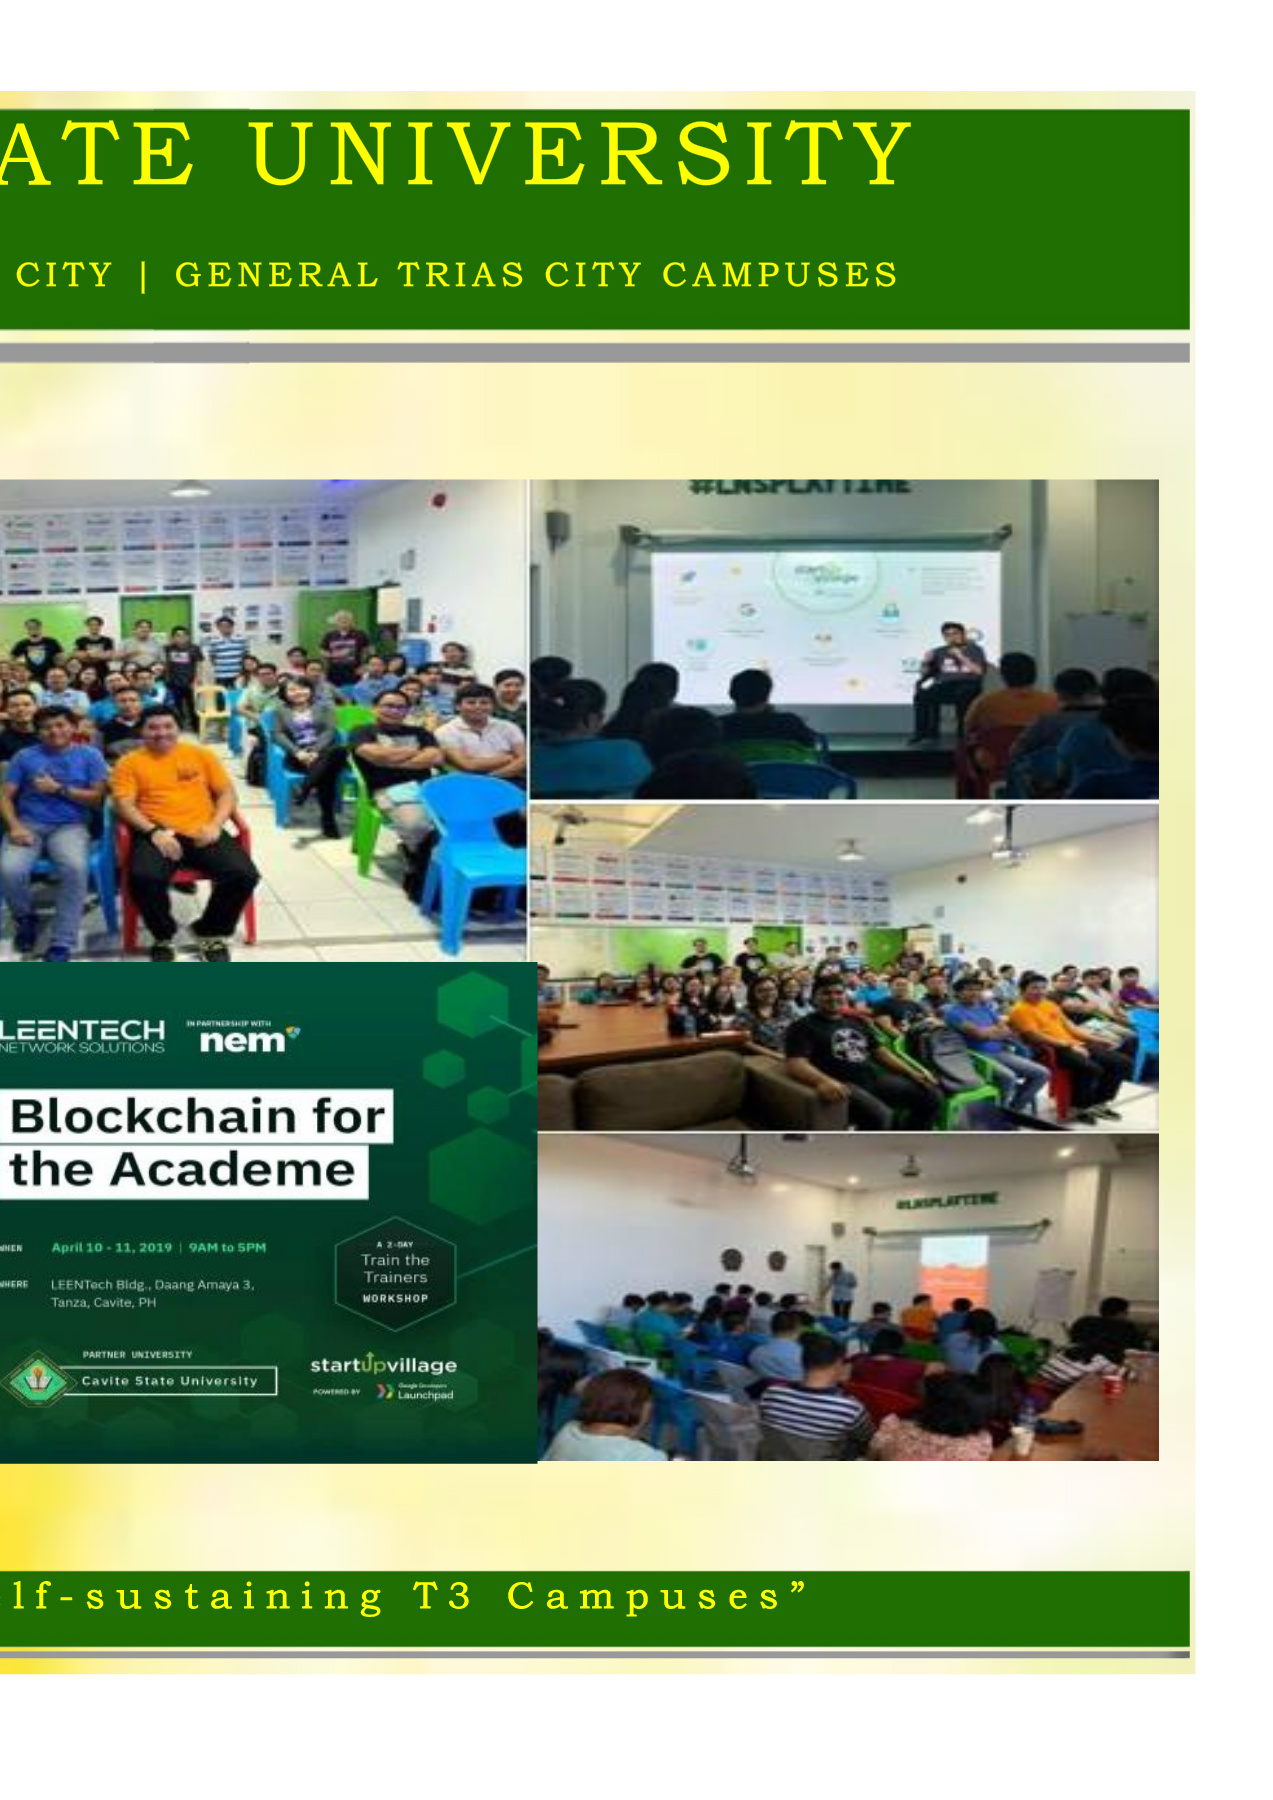 ATE UNIVERSITY
CITY | GENERAL TRIAS CITY CAMPUSES
#LNSPLAYTIME
startup
village
LEENTECH
NETWORK SOLUTIONS
IN PARTNERSHIP WITH
nem
Blockchain for
the Academe
WHEN April 10 - 11, 2019 | 9AM to 5PM
WHERE LEENTech Bldg., Daang Amaya 3,
Tanza, Cavite, PH
A 2-DAY
Train the
Trainers
WORKSHOP
PARTNER UNIVERSITY
Cavite State University
startupvillage
POWERED BY Google Developers
Launchpad
#LNSPLAYTIME
lf-sustaining T3 Campuses”